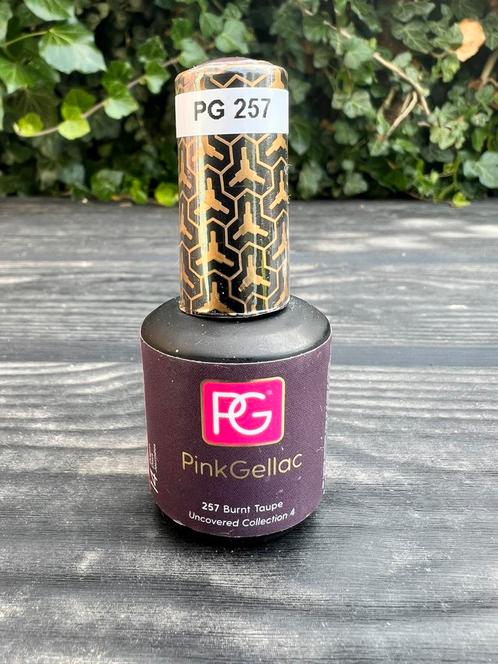 PG 257
PG
PinkGellac
257 Burnt Taupe
Uncovered Collection 4